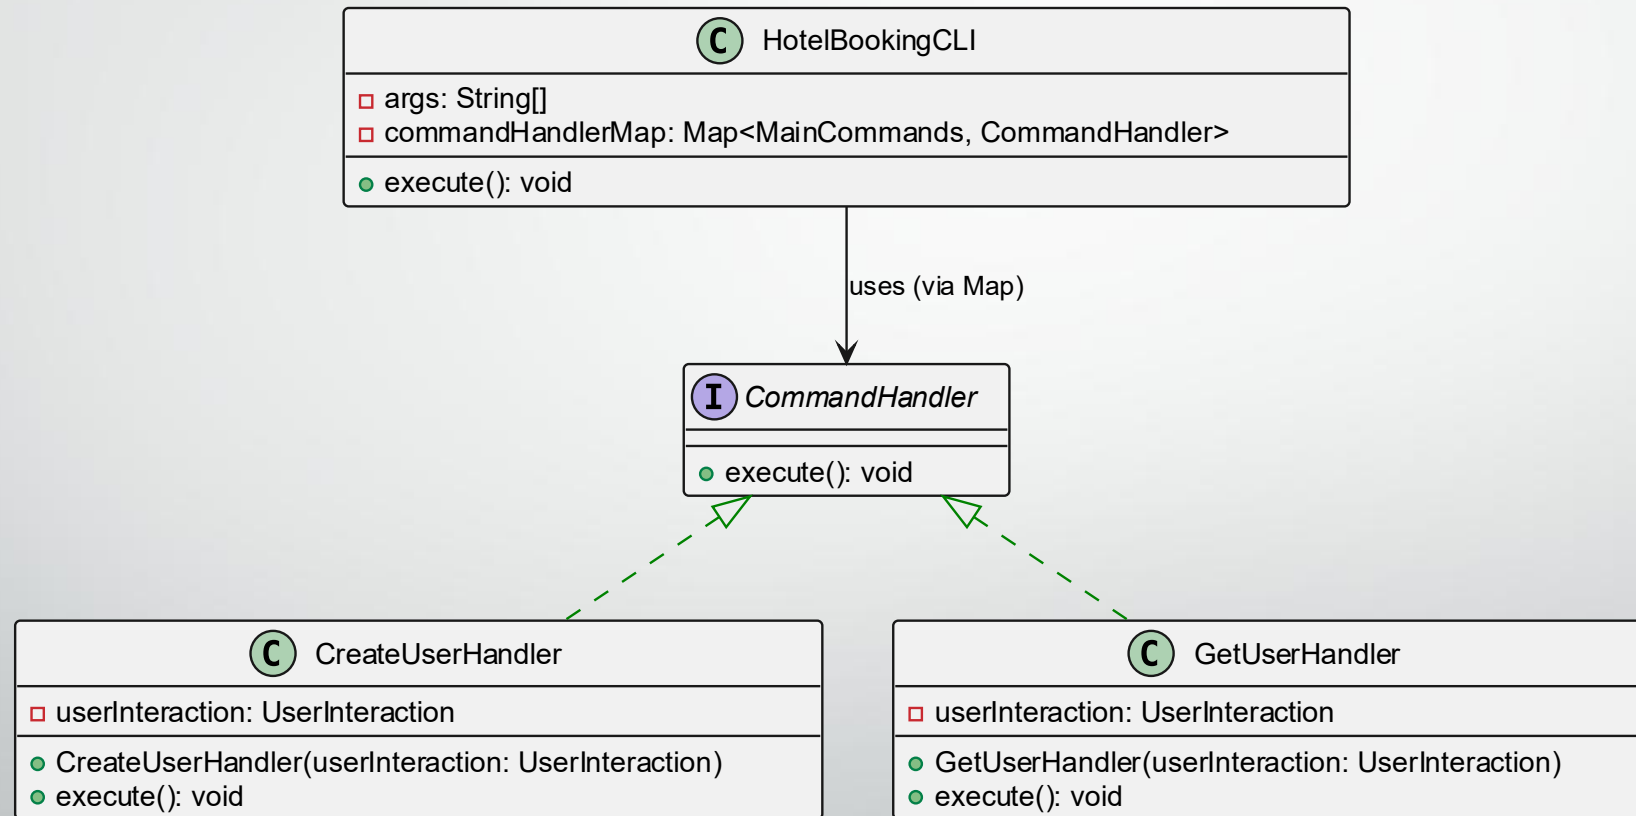 C HotelBookingCLI
args: String[]
commandHandlerMap: Map<MainCommands, CommandHandler>
execute(): void
uses (via Map)
I CommandHandler
execute(): void
C CreateUserHandler
userInteraction: UserInteraction
CreateUserHandler(userInteraction: UserInteraction)
execute(): void
C GetUserHandler
userInteraction: UserInteraction
GetUserHandler(userInteraction: UserInteraction)
execute(): void